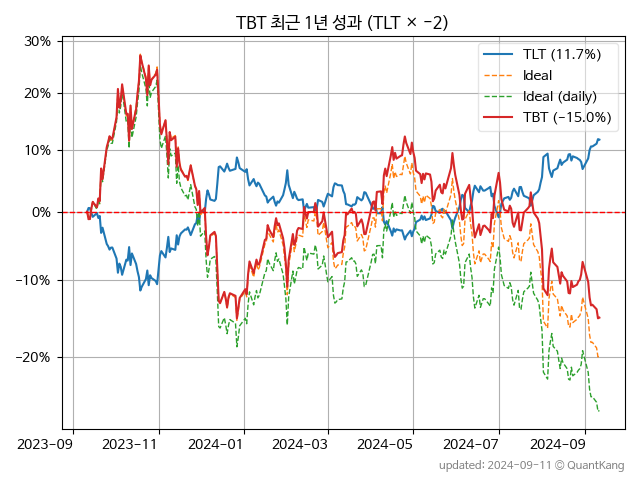 TBT 최근 1년 성과 (TLT × −2)
30%
20%
10%
0%
−10%
−20%
TLT (11.7%)
Ideal
Ideal (daily)
TBT (−15.0%)
2023-09
2023-11
2024-01
2024-03
2024-05
2024-07
2024-09
updated: 2024-09-11 © QuantKang